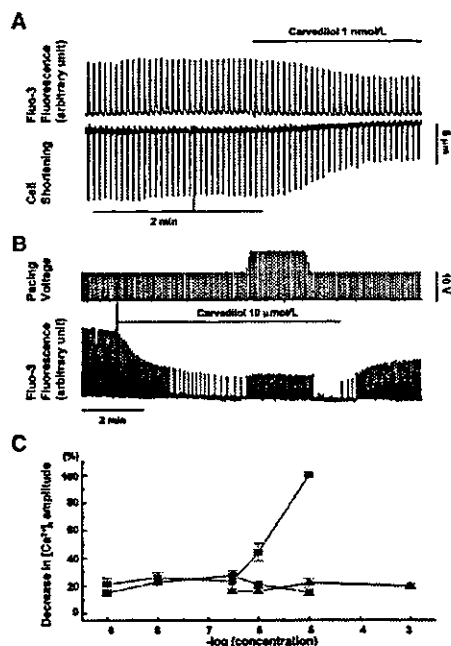 A
Carvedilol 1 nmol/L
Fluo-3
Fluorescence
(arbitrary unit)
Cell
Shortening
5 µm
2 min
B
Pacing
Voltage
10 V
Carvedilol 10 µmol/L
Fluo-3
Fluorescence
(arbitrary unit)
2 min
C
(%)
100
80
60
40
20
0
Decrease in [Ca²⁺]ᵢ amplitude
9 8 7 6 5 4 3
-log (concentration)